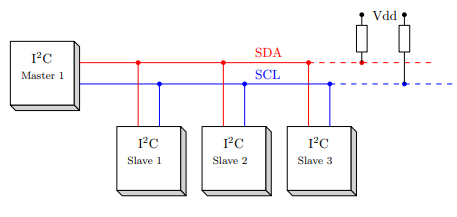 Vdd
I²C
Master 1
SDA
SCL
I²C
Slave 1
I²C
Slave 2
I²C
Slave 3